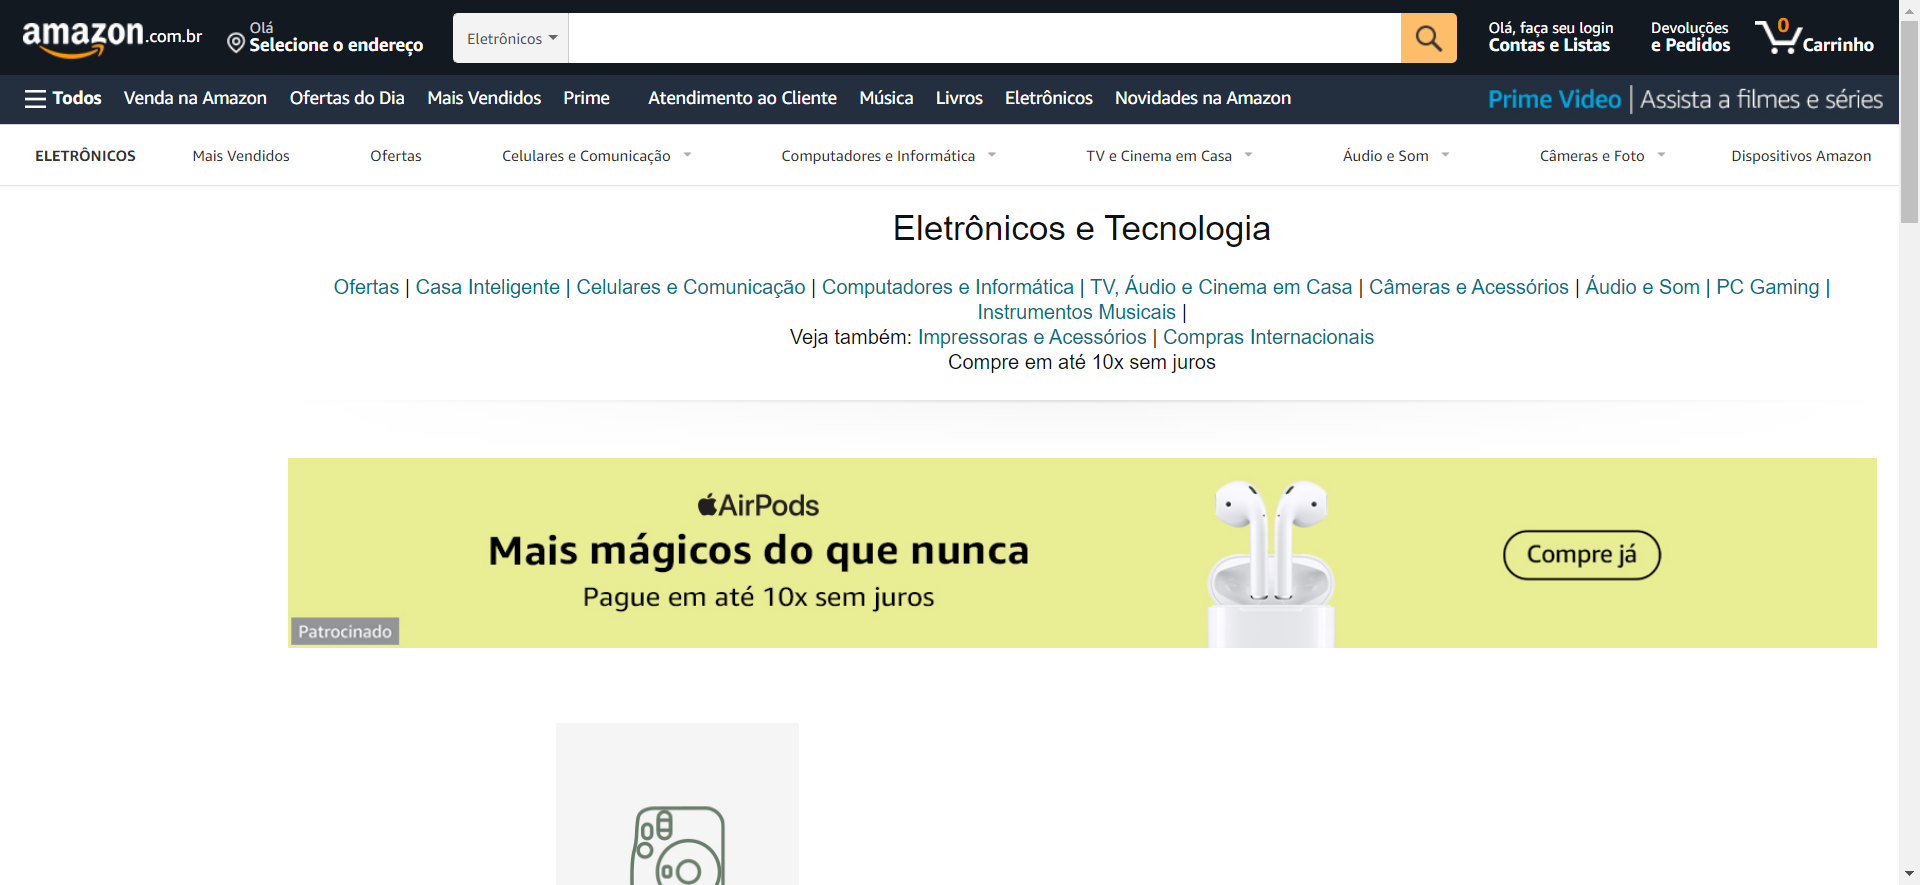 amazon.com.br
Olá
Selecione o endereço
Eletrônicos
Olá, faça seu login
Contas e Listas
Devoluções
e Pedidos
0
Carrinho
Todos Venda na Amazon Ofertas do Dia Mais Vendidos Prime Atendimento ao Cliente Música Livros Eletrônicos Novidades na Amazon
Prime Video | Assista a filmes e séries
ELETRÔNICOS Mais Vendidos Ofertas Celulares e Comunicação Computadores e Informática TV e Cinema em Casa Áudio e Som Câmeras e Foto Dispositivos Amazon
Eletrônicos e Tecnologia
Ofertas | Casa Inteligente | Celulares e Comunicação | Computadores e Informática | TV, Áudio e Cinema em Casa | Câmeras e Acessórios | Áudio e Som | PC Gaming |
Instrumentos Musicais |
Veja também: Impressoras e Acessórios | Compras Internacionais
Compre em até 10x sem juros
AirPods
Mais mágicos do que nunca
Pague em até 10x sem juros
Compre já
Patrocinado